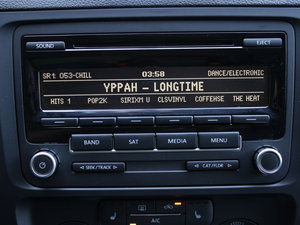 SOUND EJECT
SR1: 053-CHILL 03:58 DANCE/ELECTRONIC
YPPAH – LONGTIME
HITS 1 POP2K SIRIXM U CLSVINYL COFFEHSE THE HEAT
BAND SAT MEDIA MENU
SEEK/TRACK CAT/FLDR
A/C